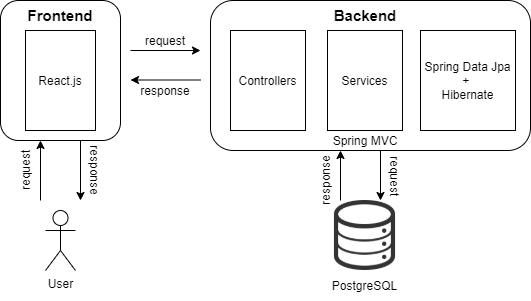 Frontend
Backend
request
React.js
Controllers
Services
Spring Data Jpa
+
Hibernate
response
Spring MVC
request
response
response
request
User
PostgreSQL